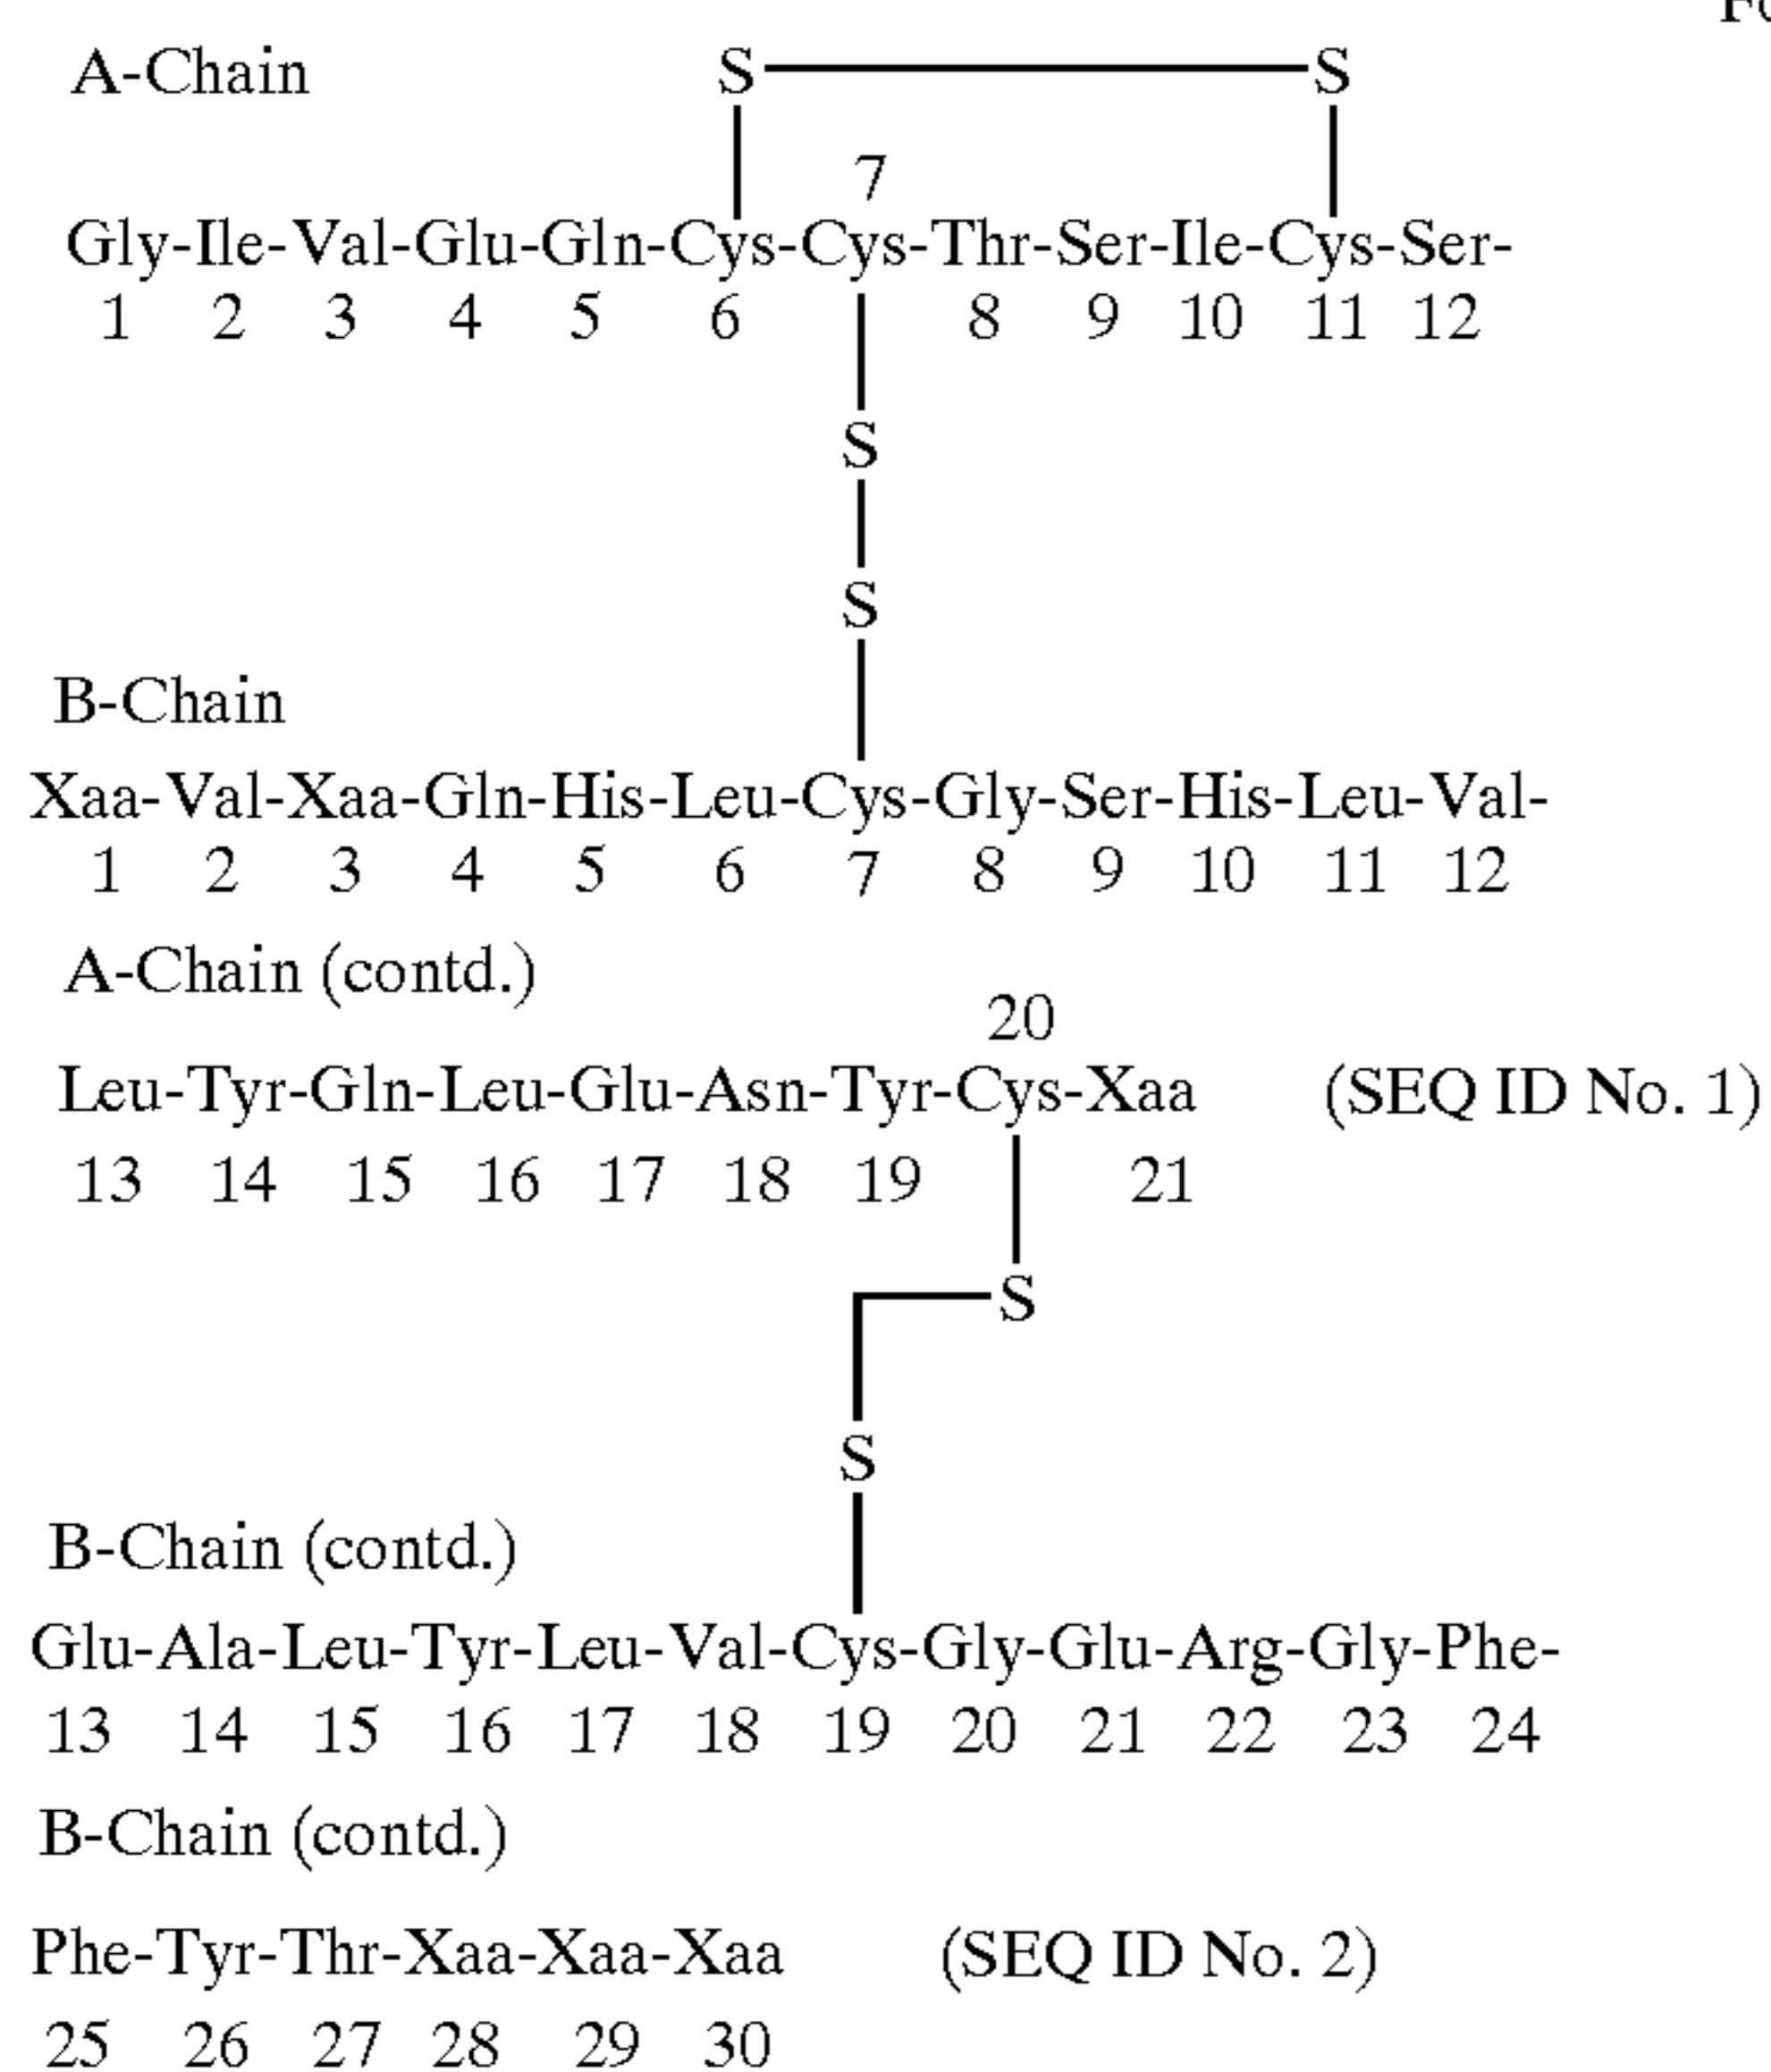 A-Chain S S
7
Gly-Ile-Val-Glu-Gln-Cys-Cys-Thr-Ser-Ile-Cys-Ser-
1 2 3 4 5 6 8 9 10 11 12
S
S
B-Chain
Xaa-Val-Xaa-Gln-His-Leu-Cys-Gly-Ser-His-Leu-Val-
1 2 3 4 5 6 7 8 9 10 11 12
A-Chain (contd.)
20
Leu-Tyr-Gln-Leu-Glu-Asn-Tyr-Cys-Xaa (SEQ ID No. 1)
13 14 15 16 17 18 19 21
S
S
B-Chain (contd.)
Glu-Ala-Leu-Tyr-Leu-Val-Cys-Gly-Glu-Arg-Gly-Phe-
13 14 15 16 17 18 19 20 21 22 23 24
B-Chain (contd.)
Phe-Tyr-Thr-Xaa-Xaa-Xaa (SEQ ID No. 2)
25 26 27 28 29 30